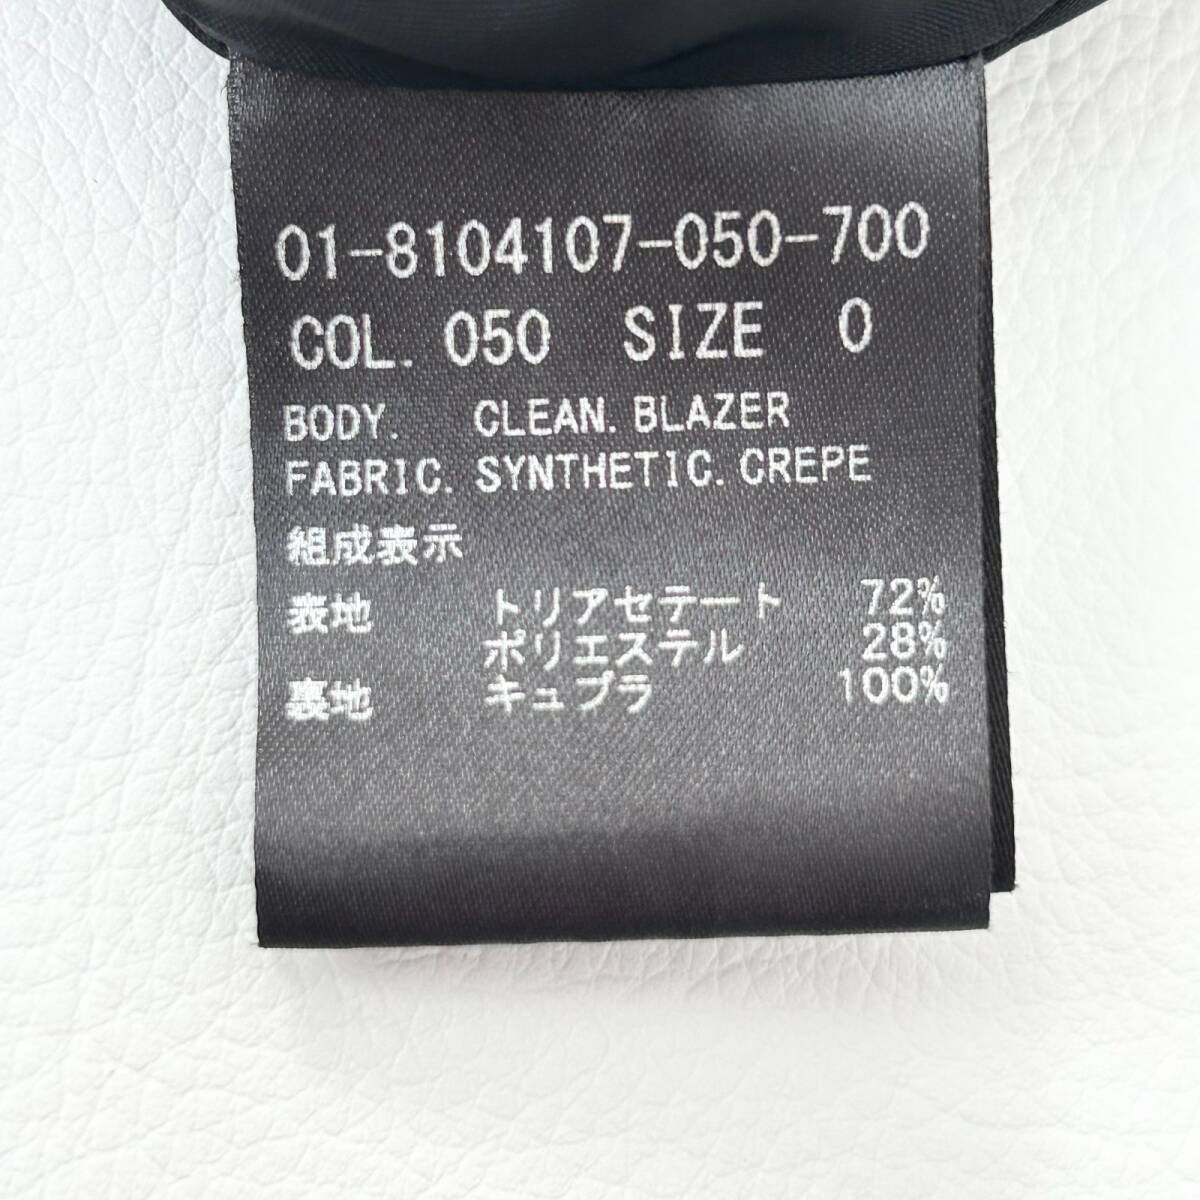 01-8104107-050-700
COL. 050 SIZE 0
BODY. CLEAN. BLAZER
FABRIC. SYNTHETIC. CREPE
組成表示
表地 トリアセテート 72%
ポリエステル 28%
裏地 キュプラ 100%